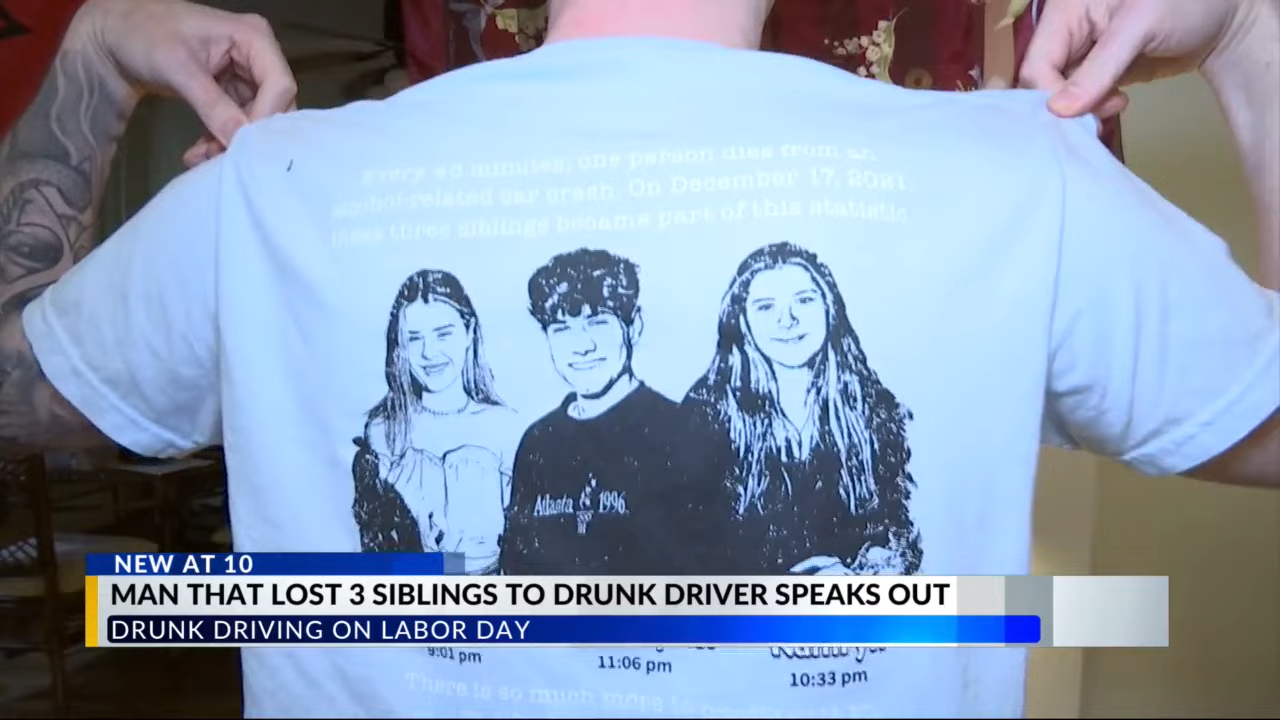 Every 45 minutes, one person dies from an
alcohol-related car crash. On December 17, 2021,
these three siblings became part of this statistic.
Atlanta 1996
NEW AT 10
MAN THAT LOST 3 SIBLINGS TO DRUNK DRIVER SPEAKS OUT
DRUNK DRIVING ON LABOR DAY
9:01 pm
11:06 pm
10:33 pm
There is so much more to